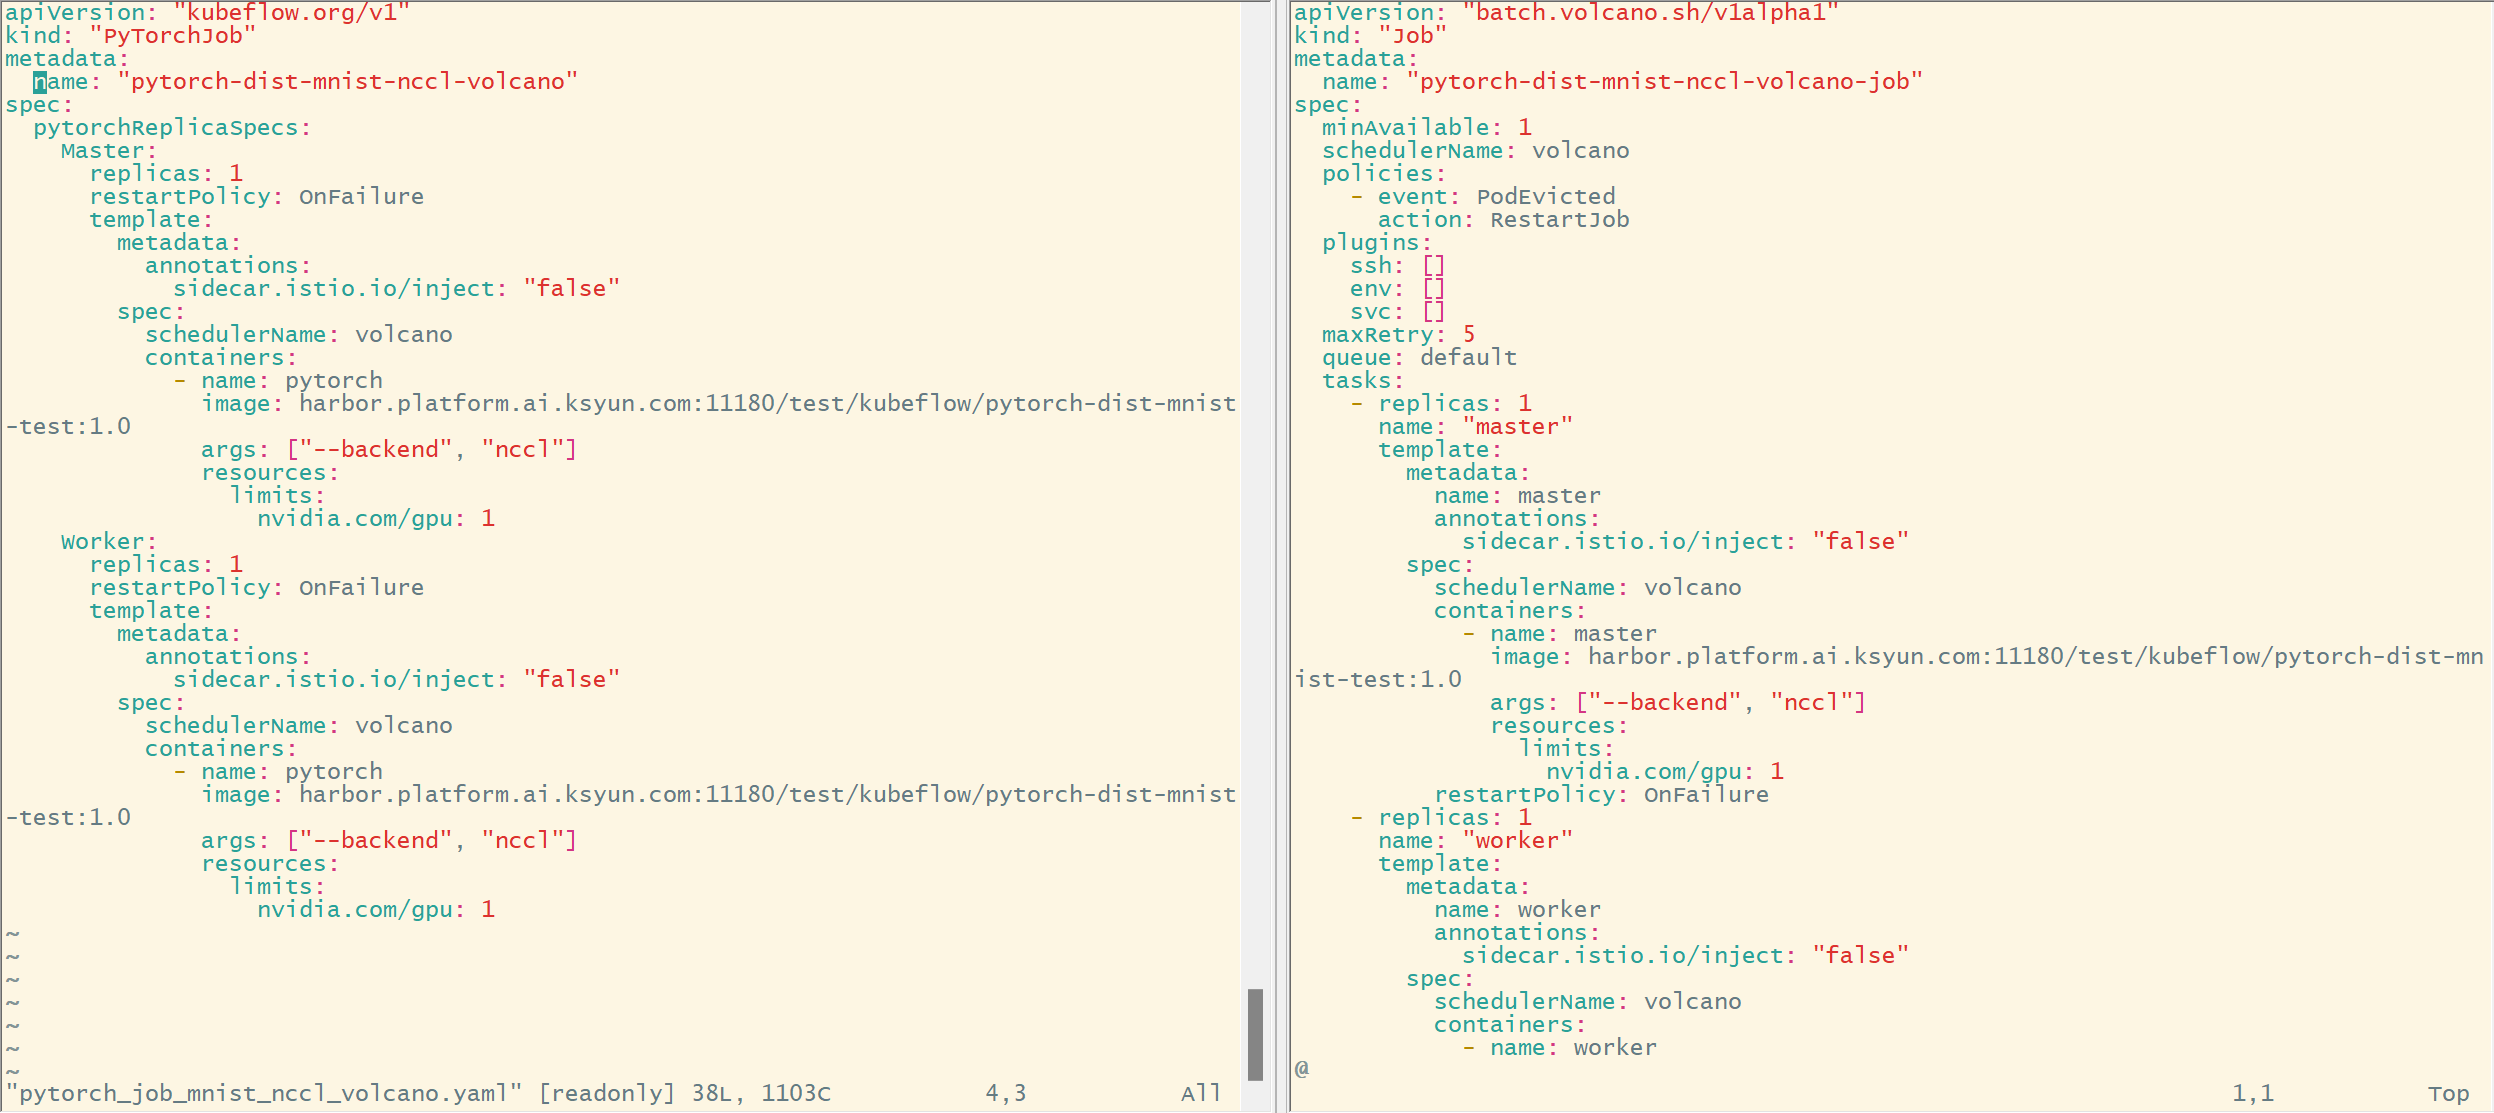 apiVersion: "kubeflow.org/v1"
kind: "PyTorchJob"
metadata:
  name: "pytorch-dist-mnist-nccl-volcano"
spec:
  pytorchReplicaSpecs:
    Master:
      replicas: 1
      restartPolicy: OnFailure
      template:
        metadata:
          annotations:
            sidecar.istio.io/inject: "false"
        spec:
          schedulerName: volcano
          containers:
            - name: pytorch
              image: harbor.platform.ai.ksyun.com:11180/test/kubeflow/pytorch-dist-mnist
-test:1.0
              args: ["--backend", "nccl"]
              resources:
                limits:
                  nvidia.com/gpu: 1
    Worker:
      replicas: 1
      restartPolicy: OnFailure
      template:
        metadata:
          annotations:
            sidecar.istio.io/inject: "false"
        spec:
          schedulerName: volcano
          containers:
            - name: pytorch
              image: harbor.platform.ai.ksyun.com:11180/test/kubeflow/pytorch-dist-mnist
-test:1.0
              args: ["--backend", "nccl"]
              resources:
                limits:
                  nvidia.com/gpu: 1
~
~
~
~
~
~
~
"pytorch_job_mnist_nccl_volcano.yaml" [readonly] 38L, 1103C 4,3 All
apiVersion: "batch.volcano.sh/v1alpha1"
kind: "Job"
metadata:
  name: "pytorch-dist-mnist-nccl-volcano-job"
spec:
  minAvailable: 1
  schedulerName: volcano
  policies:
    - event: PodEvicted
      action: RestartJob
  plugins:
    ssh: []
    env: []
    svc: []
  maxRetry: 5
  queue: default
  tasks:
    - replicas: 1
      name: "master"
      template:
        metadata:
          name: master
          annotations:
            sidecar.istio.io/inject: "false"
        spec:
          schedulerName: volcano
          containers:
            - name: master
              image: harbor.platform.ai.ksyun.com:11180/test/kubeflow/pytorch-dist-mn
ist-test:1.0
              args: ["--backend", "nccl"]
              resources:
                limits:
                  nvidia.com/gpu: 1
          restartPolicy: OnFailure
    - replicas: 1
      name: "worker"
      template:
        metadata:
          name: worker
          annotations:
            sidecar.istio.io/inject: "false"
        spec:
          schedulerName: volcano
          containers:
            - name: worker
@
1,1 Top